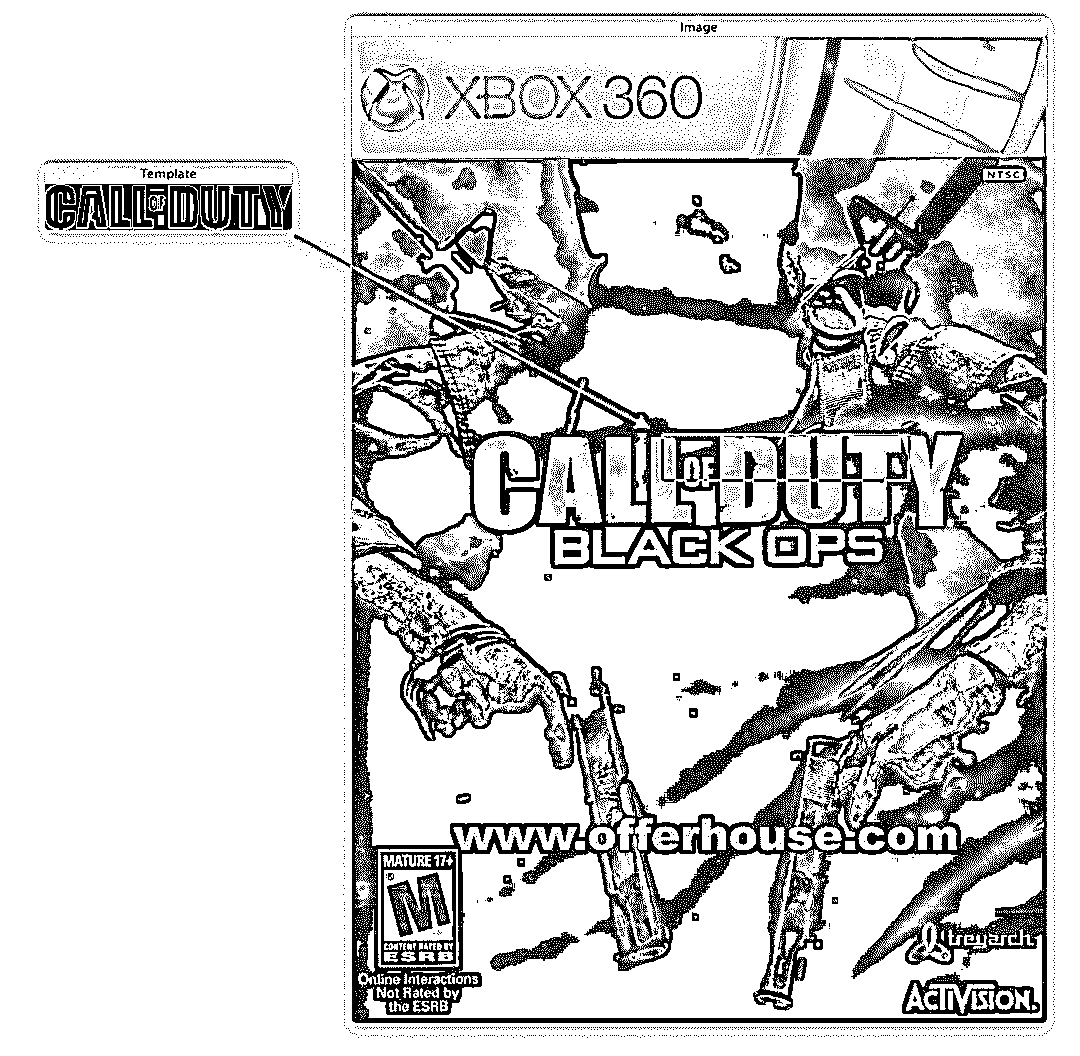 Image
XBOX 360
NTSC
Template
CALL OF DUTY
CALL OF DUTY
BLACK OPS
www.offerhouse.com
MATURE 17+
M
CONTENT RATED BY
ESRB
Online Interactions
Not Rated by
the ESRB
treyarch
ACTIVISION.